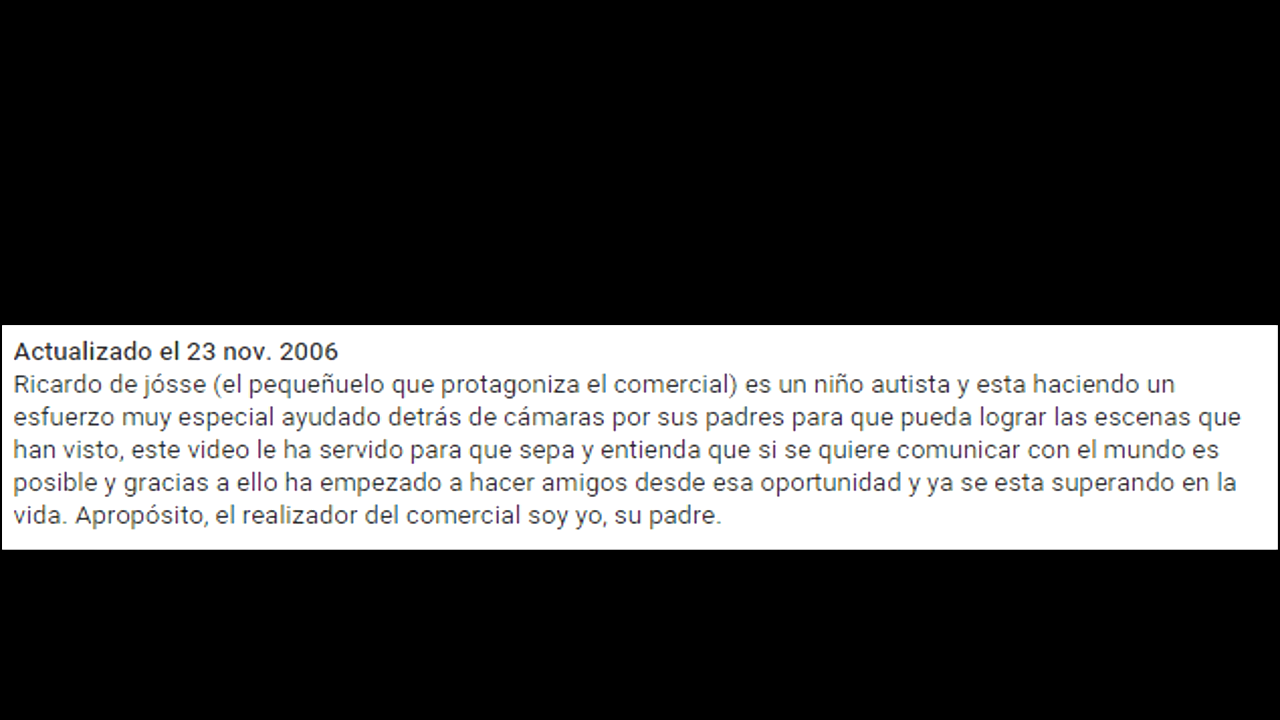 Actualizado el 23 nov. 2006
Ricardo de jósse (el pequeñuelo que protagoniza el comercial) es un niño autista y esta haciendo un
esfuerzo muy especial ayudado detrás de cámaras por sus padres para que pueda lograr las escenas que
han visto, este video le ha servido para que sepa y entienda que si se quiere comunicar con el mundo es
posible y gracias a ello ha empezado a hacer amigos desde esa oportunidad y ya se esta superando en la
vida. Apropósito, el realizador del comercial soy yo, su padre.